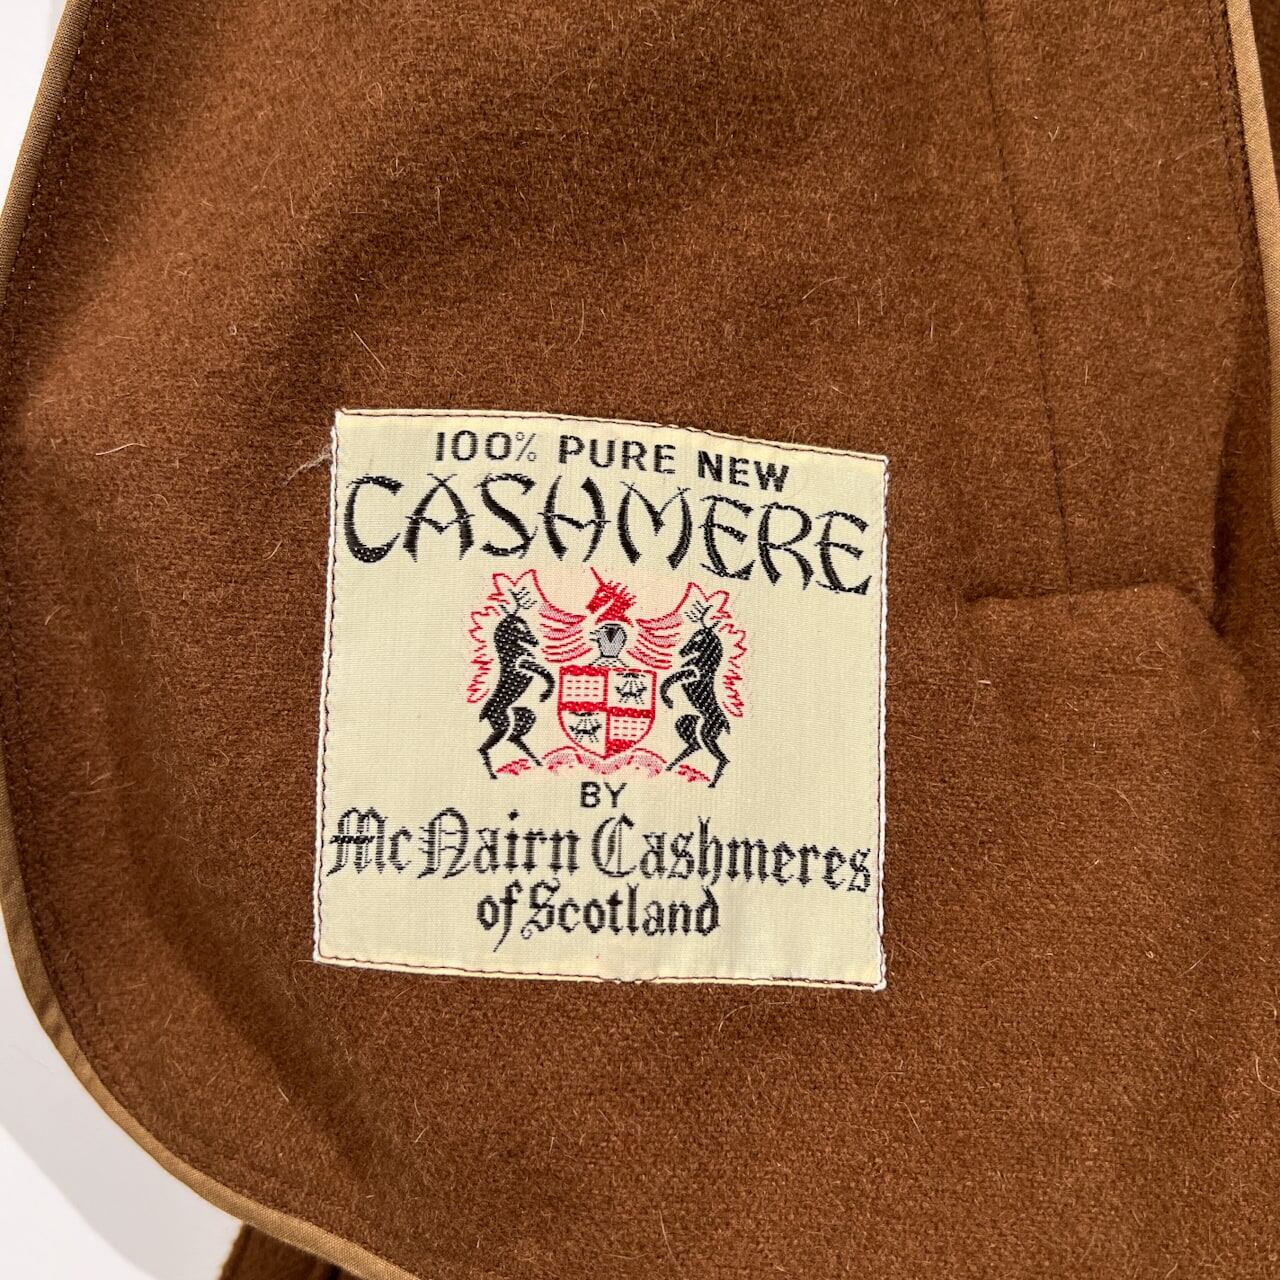 100% PURE NEW
CASHMERE
BY
McNairn Cashmeres
of Scotland